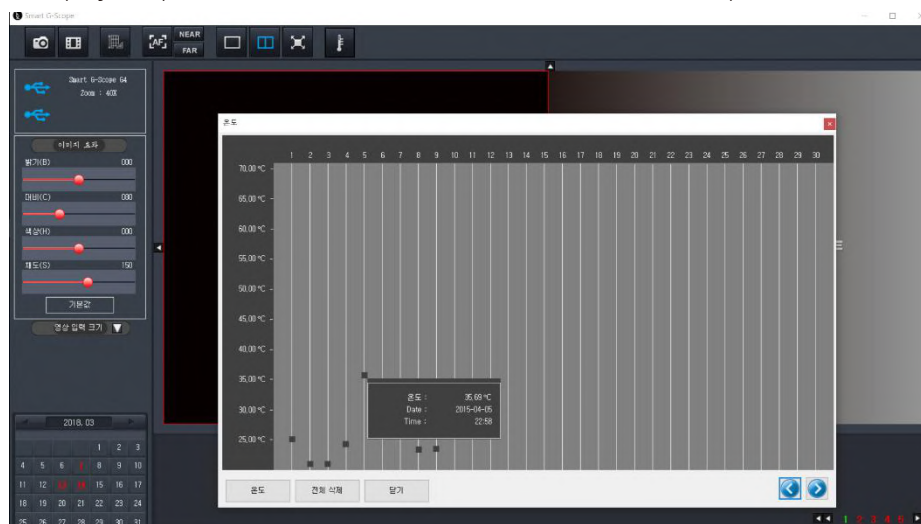 Smart G-Scope
AF
NEAR
FAR
Smart G-Scope G4
Zoom : 40X
이미지 효과
밝기(B) 000
대비(C) 080
색상(H) 000
채도(S) 150
기본값
영상 입력 크기
2018. 03
1 2 3
4 5 6 7 8 9 10
11 12 13 14 15 16 17
18 19 20 21 22 23 24
25 26 27 28 29 30 31
온도
1 2 3 4 5 6 7 8 9 10 11 12 13 14 15 16 17 18 19 20 21 22 23 24 25 26 27 28 29 30
70,00 ℃
65,00 ℃
60,00 ℃
55,00 ℃
50,00 ℃
45,00 ℃
40,00 ℃
35,00 ℃
30,00 ℃
25,00 ℃
온도 : 35,69 ℃
Date : 2015-04-05
Time : 22:58
온도 전체 삭제 닫기
1 2 3 4 5